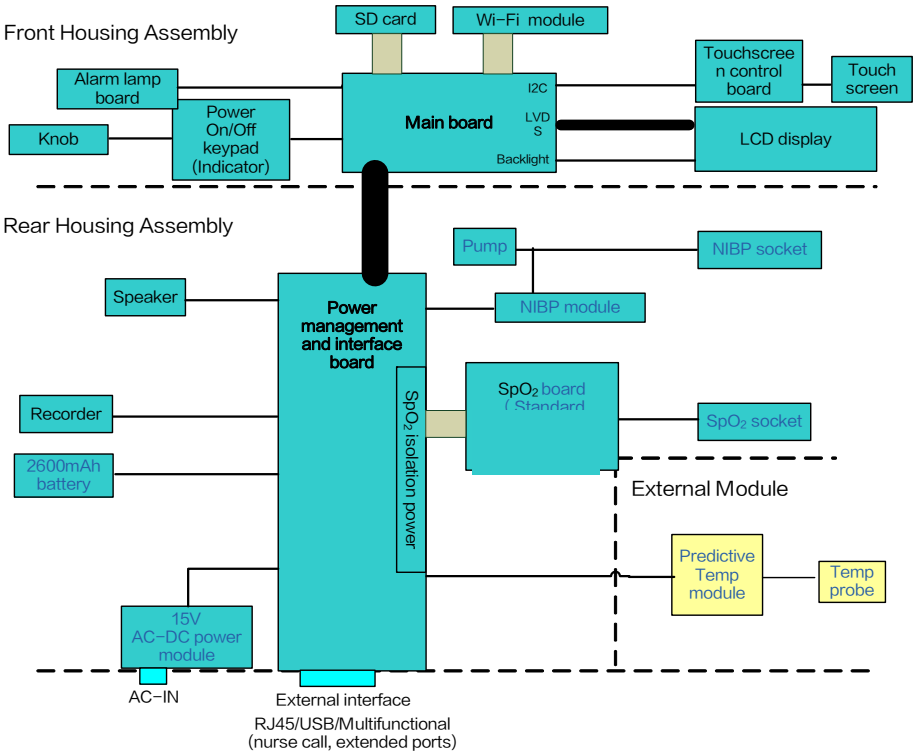 SD card
Wi-Fi module
Front Housing Assembly
Alarm lamp
board
Knob
Power
On/Off
keypad
(Indicator)
Main board
I2C
LVD
S
Backlight
Touchscree
n control
board
Touch
screen
LCD display
Rear Housing Assembly
Pump
NIBP socket
NIBP module
Speaker
Power
management
and interface
board
SpO₂ isolation power
SpO₂ board
( Standard
SpO₂ socket
Recorder
2600mAh
battery
External Module
Predictive
Temp
module
Temp
probe
15V
AC-DC power
module
AC-IN
External interface
RJ45/USB/Multifunctional
(nurse call, extended ports)